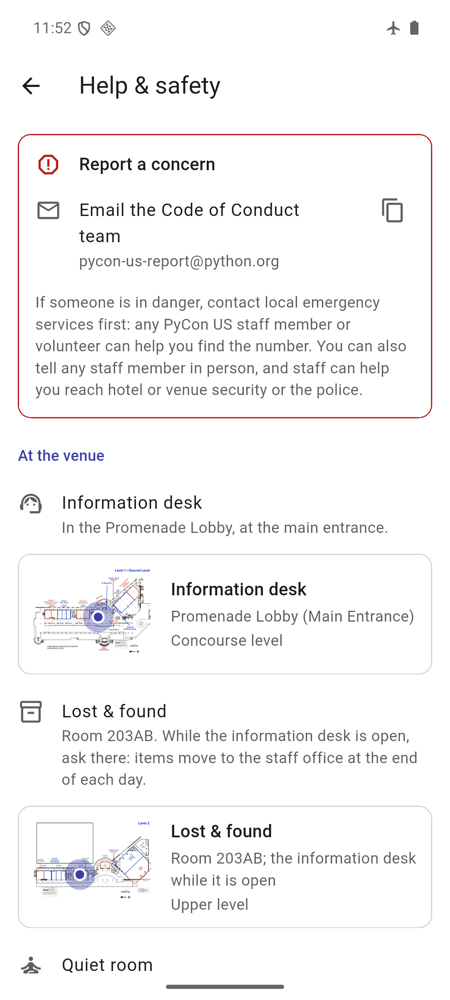 11:52
Help & safety
Report a concern
Email the Code of Conduct
team
pycon-us-report@python.org
If someone is in danger, contact local emergency
services first: any PyCon US staff member or
volunteer can help you find the number. You can also
tell any staff member in person, and staff can help
you reach hotel or venue security or the police.
At the venue
Information desk
In the Promenade Lobby, at the main entrance.
Level 1 / Ground Level
Information desk
Promenade Lobby (Main Entrance)
Concourse level
Lost & found
Room 203AB. While the information desk is open,
ask there: items move to the staff office at the end
of each day.
Level 2
Lost & found
Room 203AB; the information desk
while it is open
Upper level
Quiet room